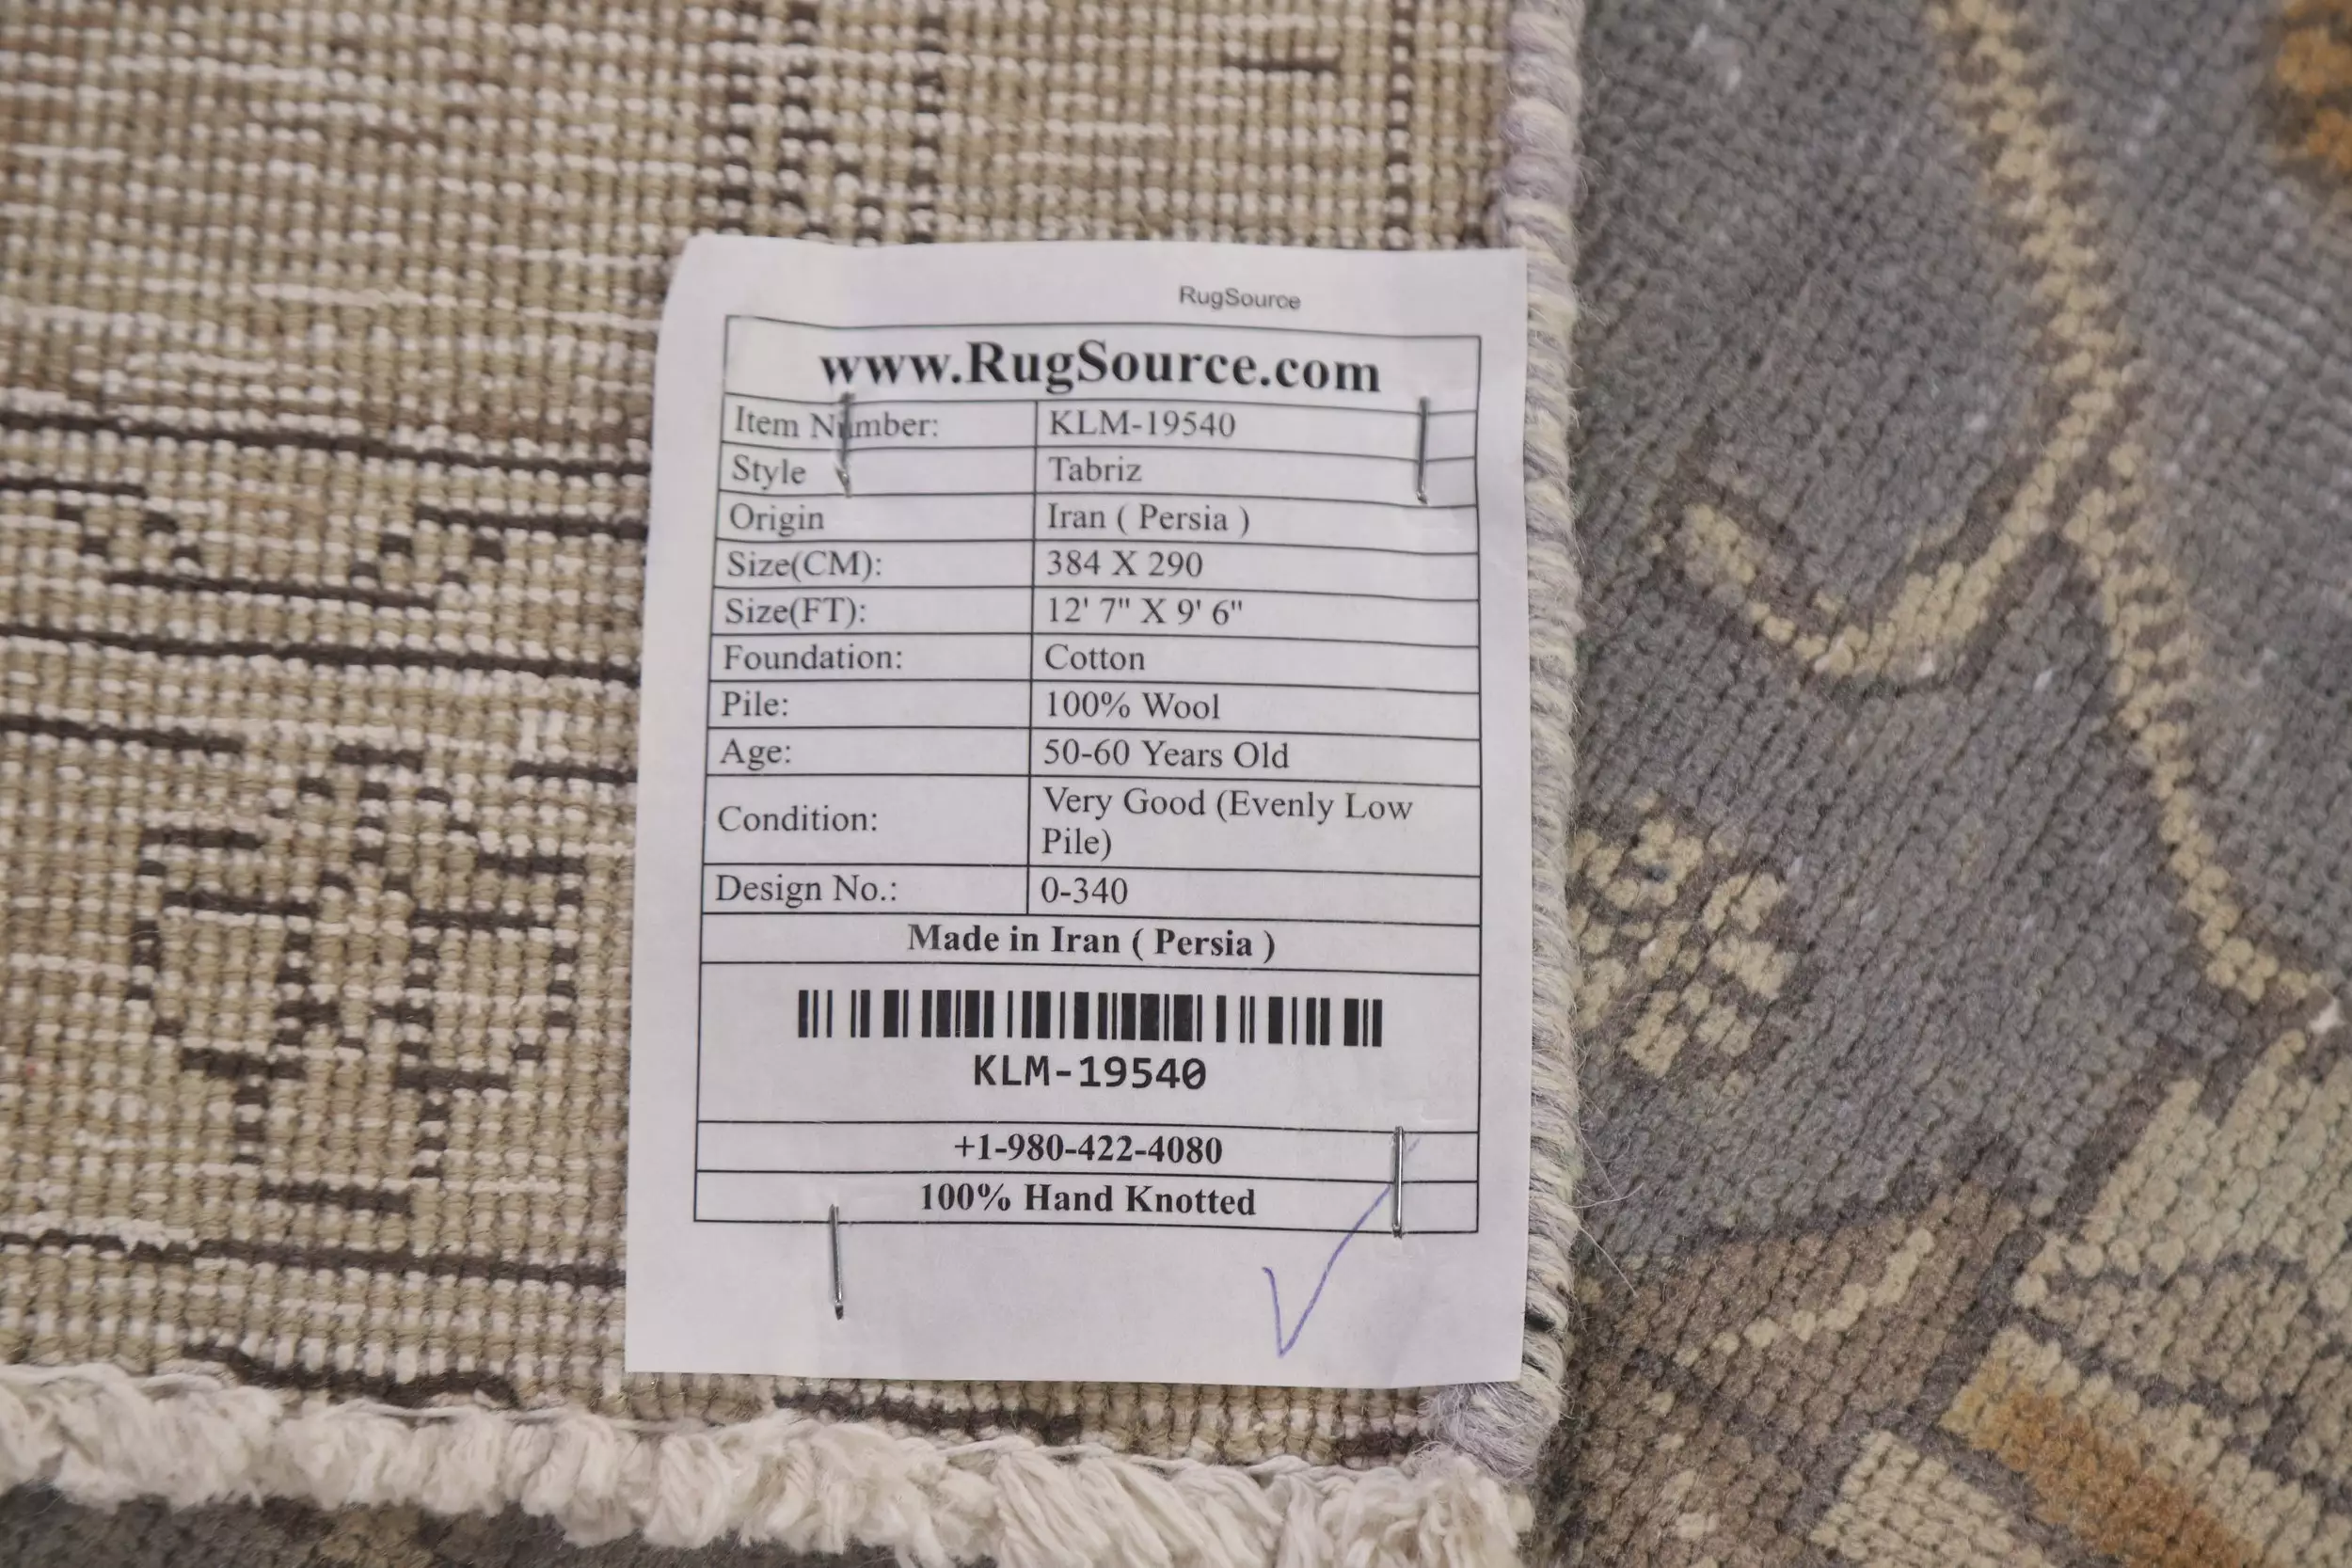 RugSource
www.RugSource.com
Item Number: KLM-19540
Style Tabriz
Origin Iran ( Persia )
Size(CM): 384 X 290
Size(FT): 12' 7" X 9' 6"
Foundation: Cotton
Pile: 100% Wool
Age: 50-60 Years Old
Condition: Very Good (Evenly Low
Pile)
Design No.: 0-340
Made in Iran ( Persia )
KLM-19540
+1-980-422-4080
100% Hand Knotted